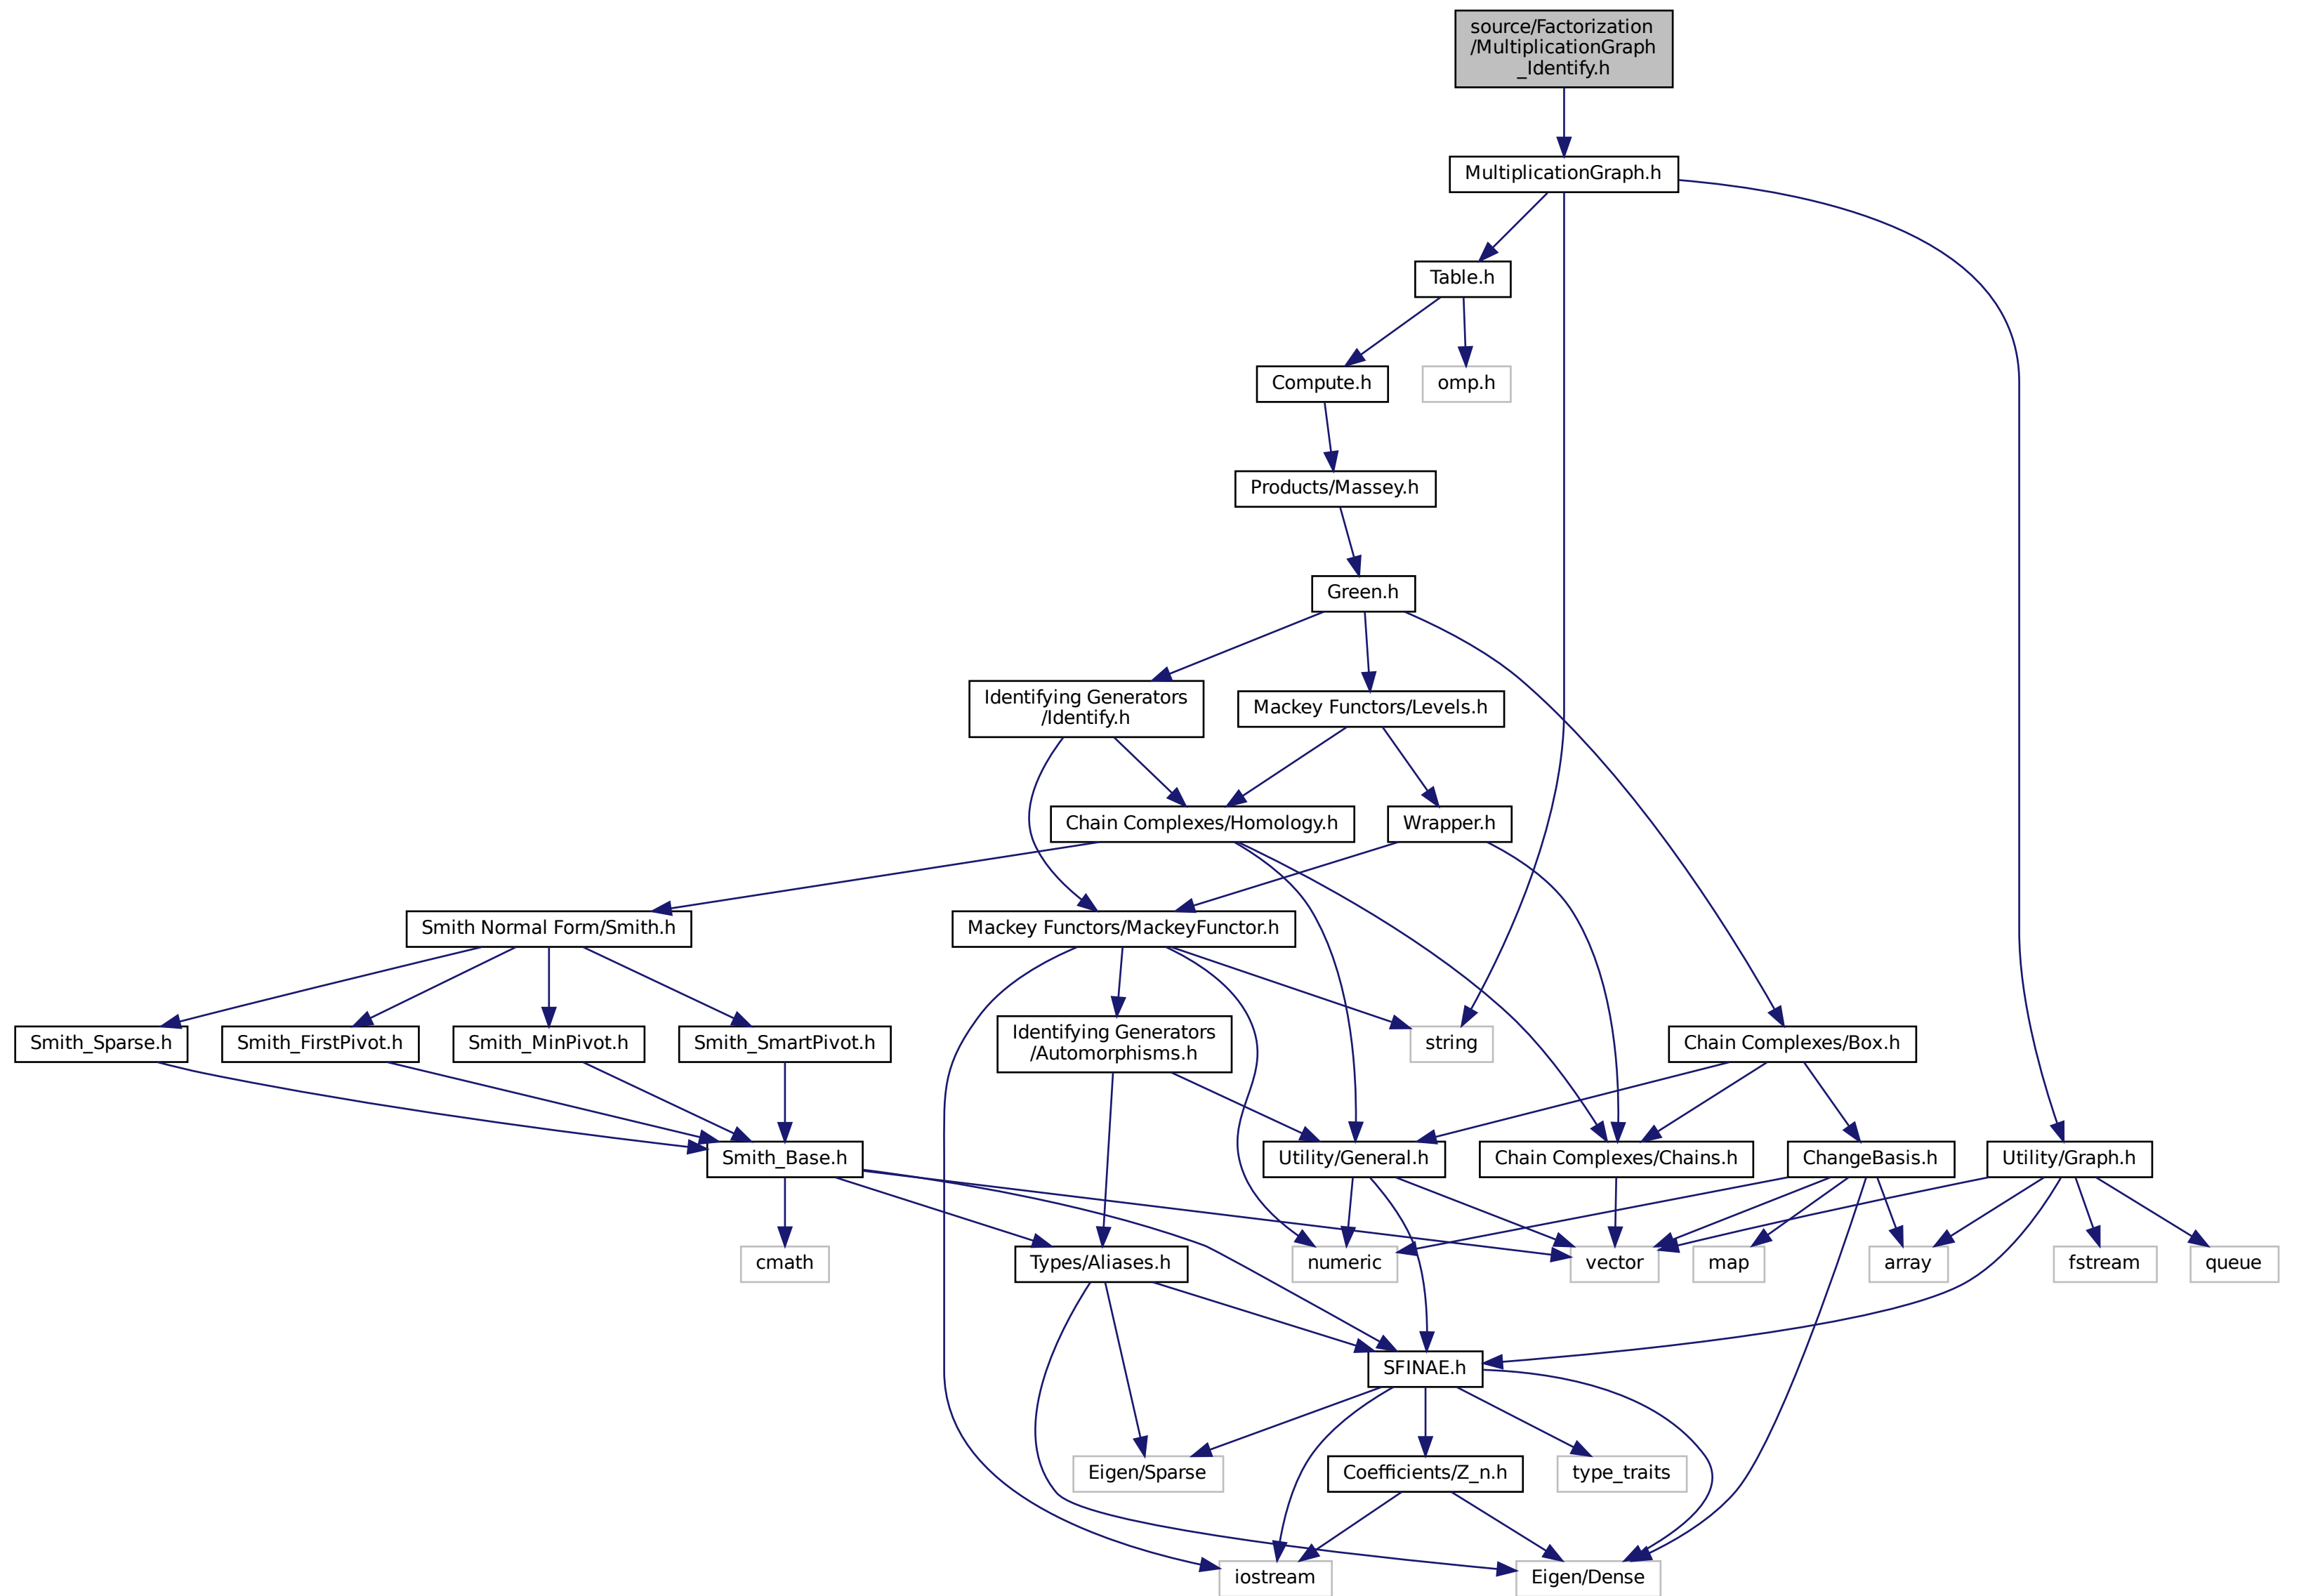 source/Factorization
/MultiplicationGraph
_Identify.h
MultiplicationGraph.h
Table.h
Compute.h
omp.h
Products/Massey.h
Green.h
Identifying Generators
/Identify.h
Mackey Functors/Levels.h
Chain Complexes/Homology.h
Wrapper.h
Smith Normal Form/Smith.h
Mackey Functors/MackeyFunctor.h
Smith_Sparse.h
Smith_FirstPivot.h
Smith_MinPivot.h
Smith_SmartPivot.h
Identifying Generators
/Automorphisms.h
string
Chain Complexes/Box.h
Smith_Base.h
Utility/General.h
Chain Complexes/Chains.h
ChangeBasis.h
Utility/Graph.h
cmath
Types/Aliases.h
numeric
vector
map
array
fstream
queue
SFINAE.h
Eigen/Sparse
Coefficients/Z_n.h
type_traits
iostream
Eigen/Dense